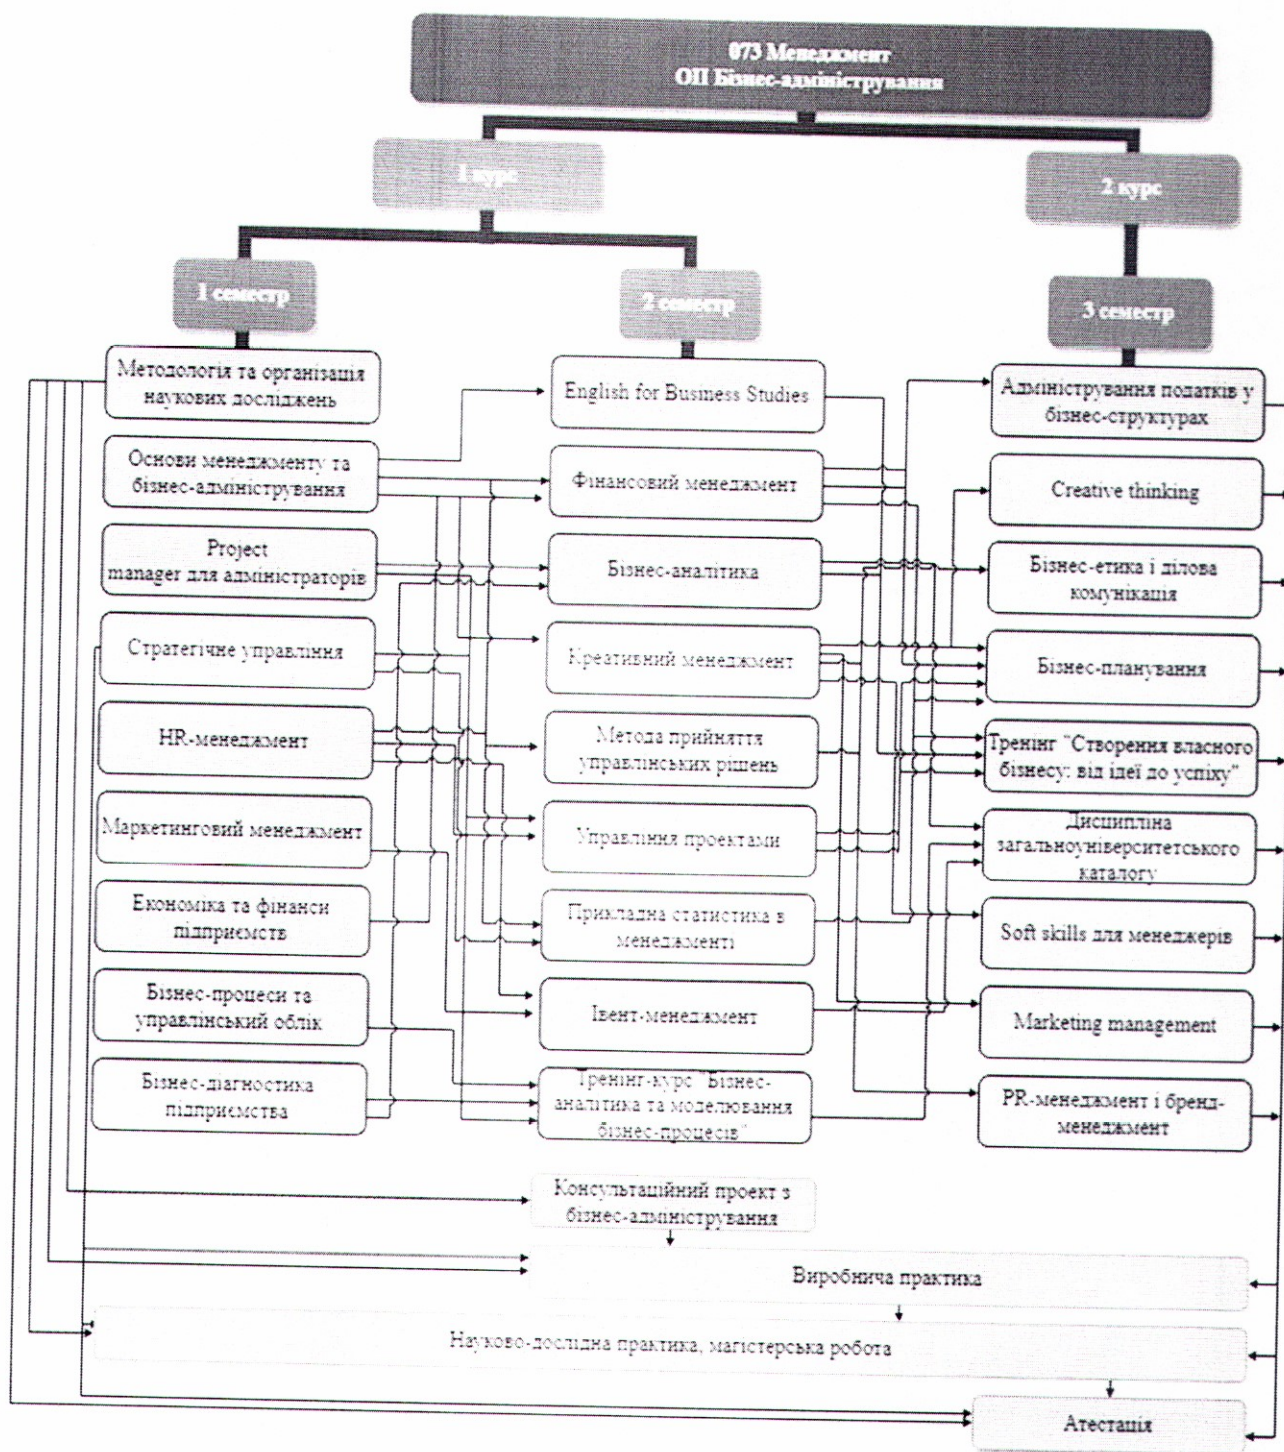 073 Менеджмент
ОП Бізнес-адміністрування
1 курс
2 курс
1 семестр
2 семестр
3 семестр
Методологія та організація
наукових досліджень
Основи менеджменту та
бізнес-адміністрування
Project
manager для адміністраторів
Стратегічне управління
HR-менеджмент
Маркетинговий менеджмент
Економіка та фінанси
підприємств
Бізнес-процеси та
управлінський облік
Бізнес-діагностика
підприємства
English for Business Studies
Фінансовий менеджмент
Бізнес-аналітика
Креативний менеджмент
Метода прийняття
управлінських рішень
Управління проектами
Прикладна статистика в
менеджменті
Івент-менеджмент
Тренінг-курс "Бізнес-
аналітика та моделювання
бізнес-процесів"
Адміністрування податків у
бізнес-структурах
Creative thinking
Бізнес-етика і ділова
комунікація
Бізнес-планування
Тренінг "Створення власного
бізнесу: від ідеї до успіху"
Дисципліна
загальноуніверситетського
каталогу
Soft skills для менеджерів
Marketing management
PR-менеджмент і бренд-
менеджмент
Консультаційний проект з
бізнес-адміністрування
Виробнича практика
Науково-дослідна практика, магістерська робота
Атестація